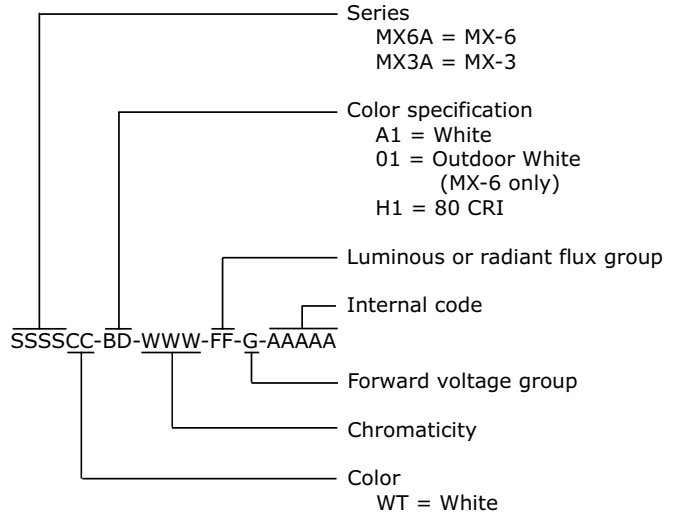 Series
MX6A = MX-6
MX3A = MX-3
Color specification
A1 = White
01 = Outdoor White
(MX-6 only)
H1 = 80 CRI
Luminous or radiant flux group
Internal code
SSSSCC-BD-WWW-FF-G-AAAAA
Forward voltage group
Chromaticity
Color
WT = White